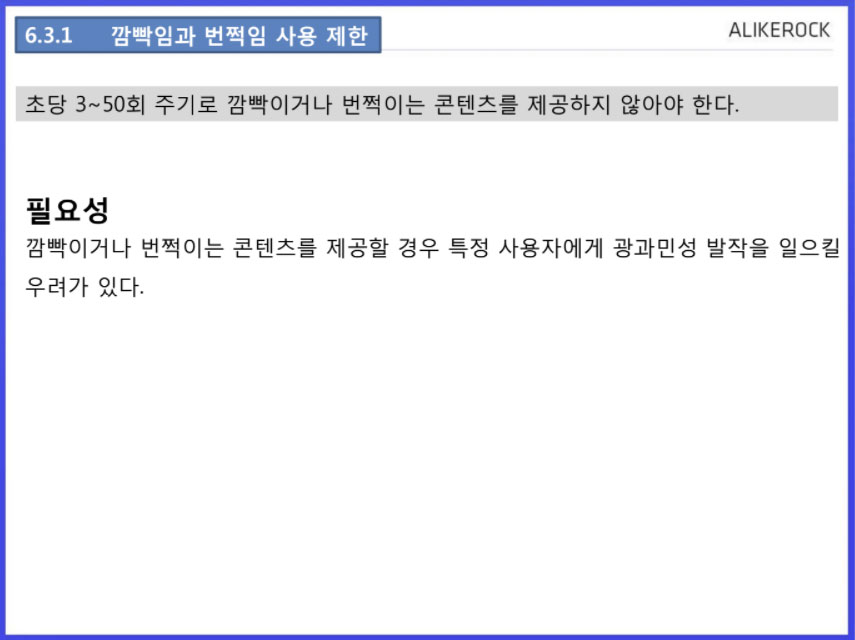 6.3.1 깜빡임과 번쩍임 사용 제한
ALIKEROCK
초당 3~50회 주기로 깜빡이거나 번쩍이는 콘텐츠를 제공하지 않아야 한다.
필요성
깜빡이거나 번쩍이는 콘텐츠를 제공할 경우 특정 사용자에게 광과민성 발작을 일으킬
우려가 있다.